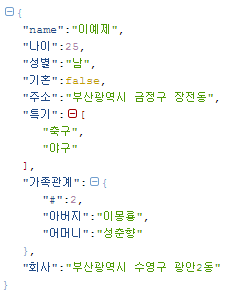 {
"name":"이예제",
"나이":25,
"성별":"남",
"기혼":false,
"주소":"부산광역시 금정구 장전동",
"특기":[
"축구",
"야구"
],
"가족관계":{
"#":2,
"아버지":"이몽룡",
"어머니":"성춘향"
},
"회사":"부산광역시 수영구 광안2동"
}